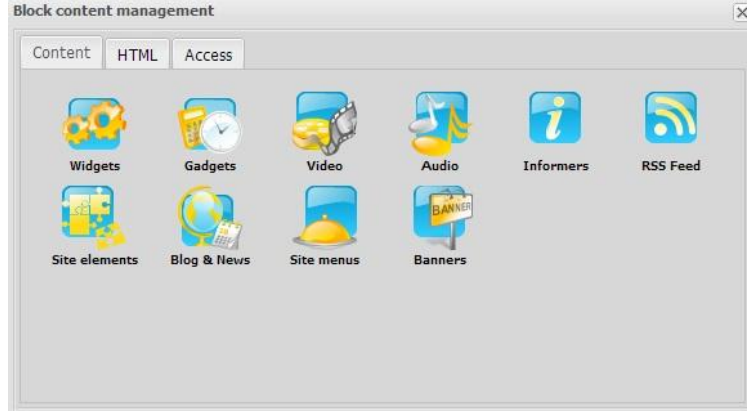 Block content management
Content HTML Access
Widgets Gadgets Video Audio Informers RSS Feed
BANNER
Site elements Blog & News Site menus Banners